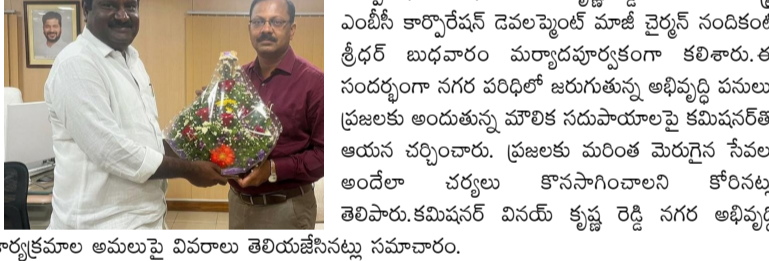 ఎంబీసీ కార్పొరేషన్ డెవలప్మెంట్ మాజీ చైర్మన్ నందికంటి
శ్రీధర్ బుధవారం మర్యాదపూర్వకంగా కలిశారు.ఈ
సందర్భంగా నగర పరిధిలో జరుగుతున్న అభివృద్ధి పనులు
ప్రజలకు అందుతున్న మౌలిక సదుపాయాలపై కమిషనర్‌తో
ఆయన చర్చించారు. ప్రజలకు మరింత మెరుగైన సేవలు
అందేలా చర్యలు కొనసాగించాలని కోరినట్లు
తెలిపారు.కమిషనర్ వినయ్ కృష్ణ రెడ్డి నగర అభివృద్ధి
కార్యక్రమాల అమలుపై వివరాలు తెలియజేసినట్లు సమాచారం.